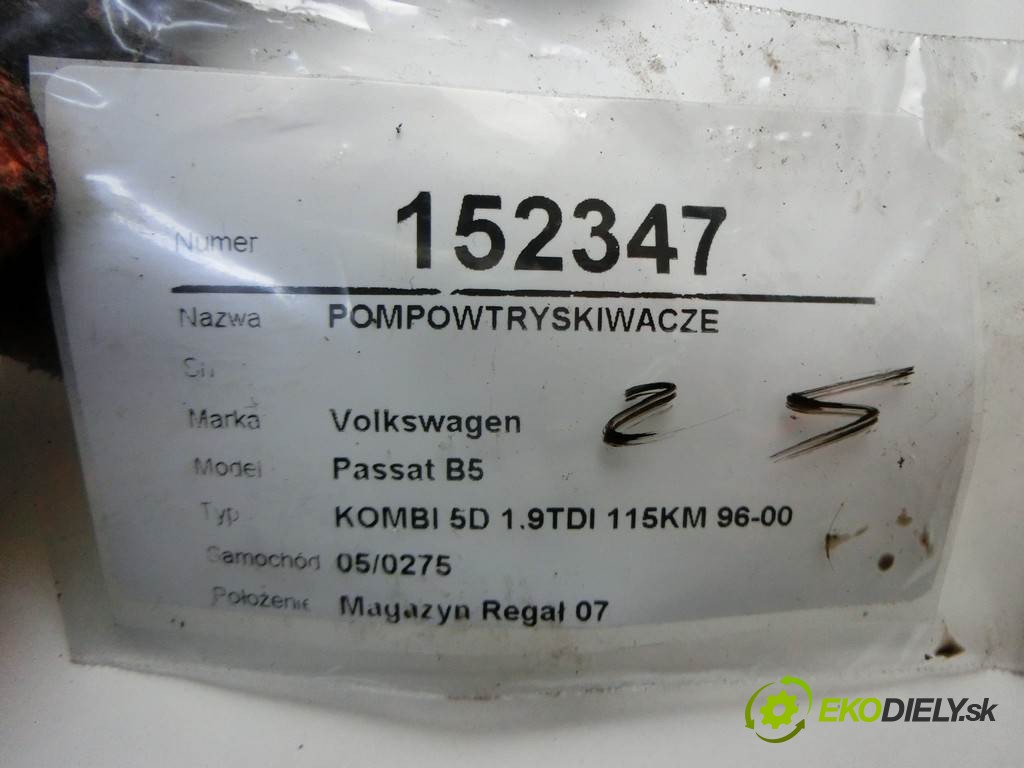 Numer 152347
Nazwa POMPOWTRYSKIWACZE
Marka Volkswagen
Model Passat B5
Typ KOMBI 5D 1.9TDI 115KM 96-00
Samochód 05/0275
Położenie Magazyn Regał 07
EKODIELY.sk